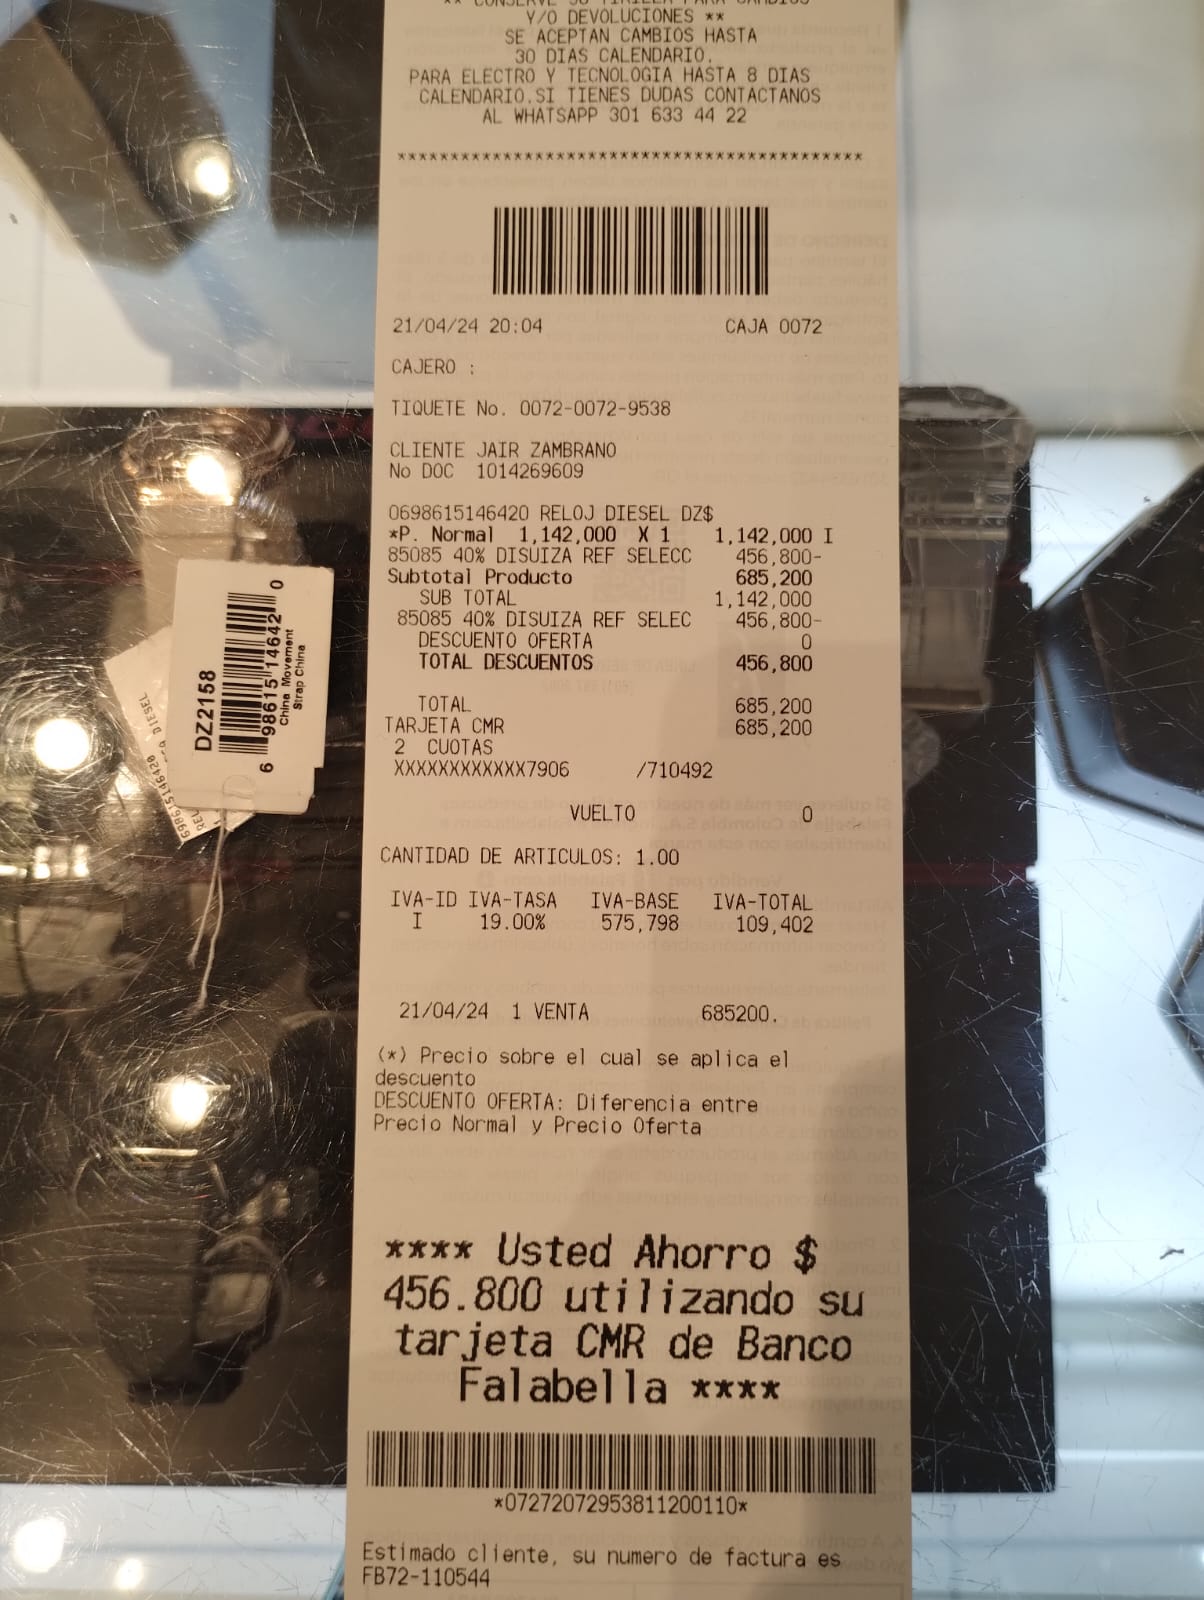 ** CONSERVE SU TIRILLA PARA CAMBIOS
Y/O DEVOLUCIONES **
SE ACEPTAN CAMBIOS HASTA
30 DIAS CALENDARIO.
PARA ELECTRO Y TECNOLOGIA HASTA 8 DIAS
CALENDARIO.SI TIENES DUDAS CONTACTANOS
AL WHATSAPP 301 633 44 22
********************************************
21/04/24 20:04 CAJA 0072
CAJERO :
TIQUETE No. 0072-0072-9538
CLIENTE JAIR ZAMBRANO
No DOC 1014269609
0698615146420 RELOJ DIESEL DZ$
*P. Normal 1,142,000 X 1 1,142,000 I
85085 40% DISUIZA REF SELECC 456,800-
Subtotal Producto 685,200
SUB TOTAL 1,142,000
85085 40% DISUIZA REF SELEC 456,800-
DESCUENTO OFERTA 0
TOTAL DESCUENTOS 456,800
TOTAL 685,200
TARJETA CMR 685,200
2 CUOTAS
XXXXXXXXXXXX7906 /710492
VUELTO 0
CANTIDAD DE ARTICULOS: 1.00
IVA-ID IVA-TASA IVA-BASE IVA-TOTAL
I 19.00% 575,798 109,402
21/04/24 1 VENTA 685200.
(*) Precio sobre el cual se aplica el
descuento
DESCUENTO OFERTA: Diferencia entre
Precio Normal y Precio Oferta
**** Usted Ahorro $
456.800 utilizando su
tarjeta CMR de Banco
Falabella ****
*07272072953811200110*
Estimado cliente, su numero de factura es
FB72-110544
DZ2158
6 98615 14642 0
China Movement
Strap China
698615146420
DIESEL
REL